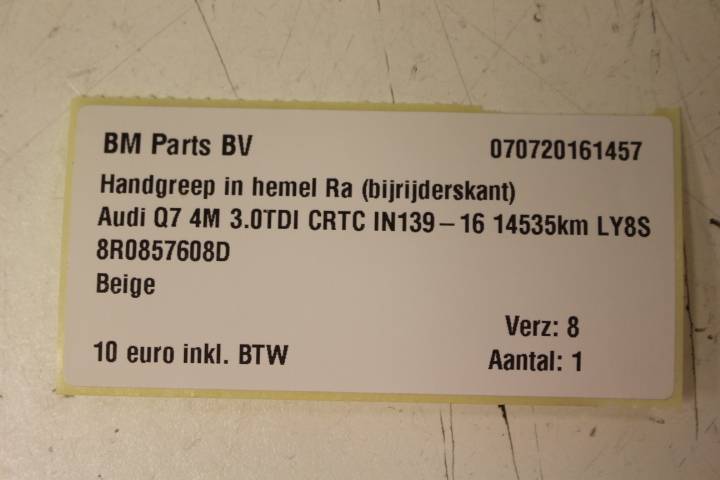 BM Parts BV 070720161457
Handgreep in hemel Ra (bijrijderskant)
Audi Q7 4M 3.0TDI CRTC IN139-16 14535km LY8S
8R0857608D
Beige
Verz: 8
10 euro inkl. BTW Aantal: 1